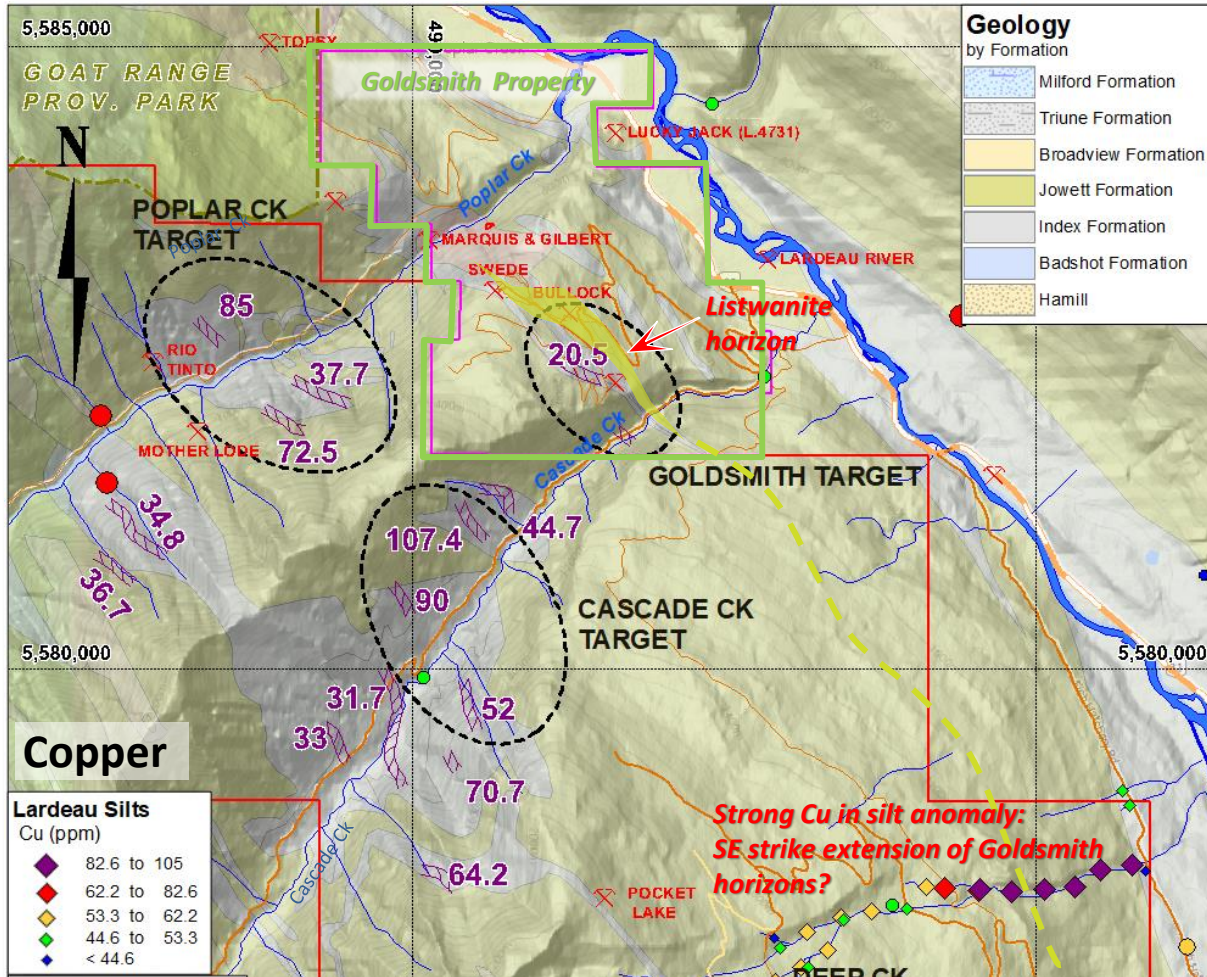 5,585,000
TOPSY
GOAT RANGE
PROV. PARK
Goldsmith Property
LUCKY JACK (L.4731)
N
Poplar Ck
POPLAR CK
TARGET
Poplar Ck
MARQUIS & GILBERT
SWEDE
BULLOCK
LARDEAU RIVER
Listwanite
horizon
85
RIO
TINTO
37.7
20.5
72.5
MOTHER LODE
Cascade Ck
GOLDSMITH TARGET
34.8
36.7
107.4
44.7
90
CASCADE CK
TARGET
5,580,000
5,580,000
31.7
33
52
70.7
64.2
Cascade Ck
POCKET
LAKE
Strong Cu in silt anomaly:
SE strike extension of Goldsmith
horizons?
DEEP CK
Copper
Lardeau Silts
Cu (ppm)
82.6 to 105
62.2 to 82.6
53.3 to 62.2
44.6 to 53.3
< 44.6
Geology
by Formation
Milford Formation
Triune Formation
Broadview Formation
Jowett Formation
Index Formation
Badshot Formation
Hamill